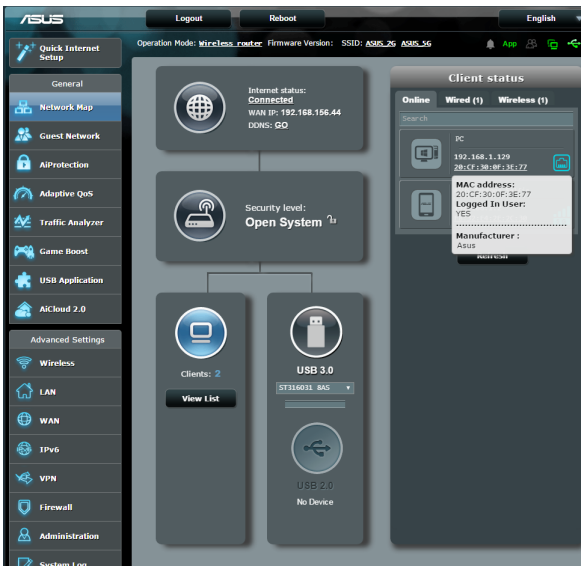 ASUS
Logout
Reboot
English
Quick Internet
Setup
Operation Mode: Wireless router Firmware Version: SSID: ASUS_2G ASUS_5G
App
General
Network Map
Guest Network
AiProtection
Adaptive QoS
Traffic Analyzer
Game Boost
USB Application
AiCloud 2.0
Advanced Settings
Wireless
LAN
WAN
IPv6
VPN
Firewall
Administration
System Log
Internet status:
Connected
WAN IP: 192.168.156.44
DDNS: GO
Security level:
Open System
Clients: 2
View List
USB 3.0
ST316031 8AS
USB 2.0
No Device
Client status
Online
Wired (1)
Wireless (1)
Search
PC
192.168.1.129
20:CF:30:0F:3E:77
MAC address:
20:CF:30:0F:3E:77
Logged In User:
YES
Manufacturer :
Asus
Refresh